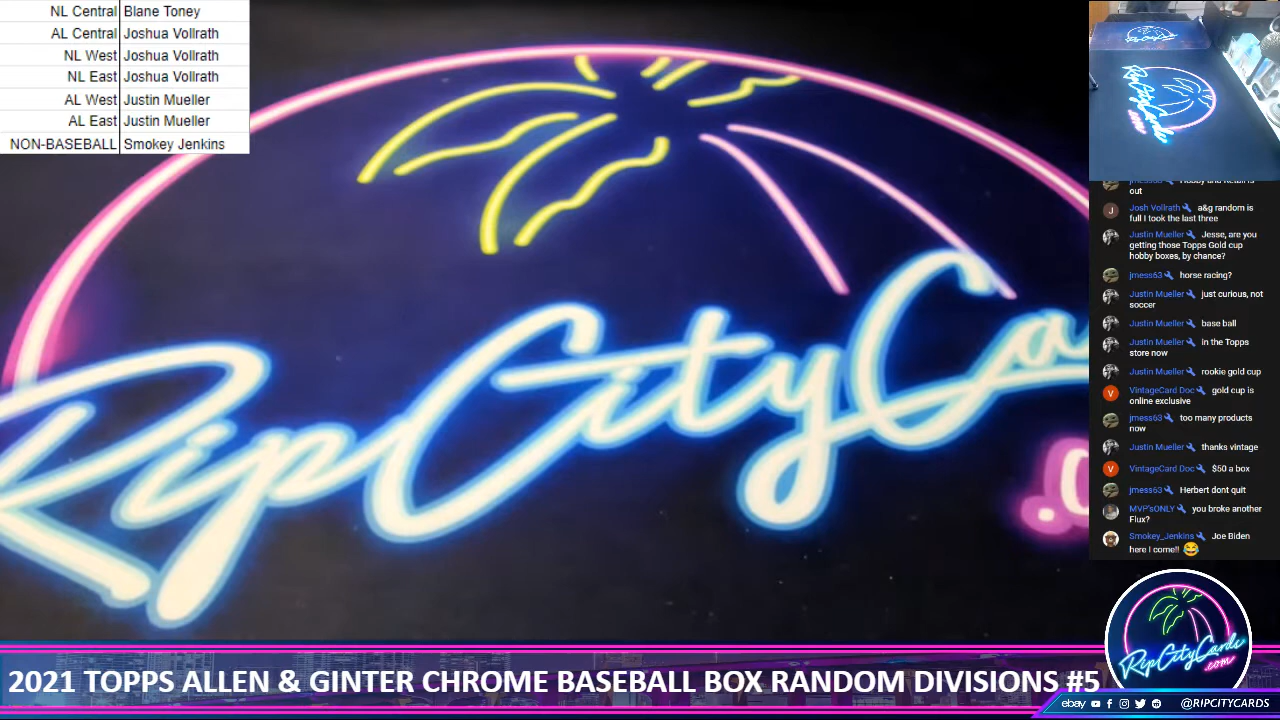 NL Central Blane Toney
AL Central Joshua Vollrath
NL West Joshua Vollrath
NL East Joshua Vollrath
AL West Justin Mueller
AL East Justin Mueller
NON-BASEBALL Smokey Jenkins
RipCityCa
.c
out
Josh Vollrath a&g random is
full I took the last three
Justin Mueller Jesse, are you
getting those Topps Gold cup
hobby boxes, by chance?
jmess63 horse racing?
Justin Mueller just curious, not
soccer
Justin Mueller base ball
Justin Mueller in the Topps
store now
Justin Mueller rookie gold cup
VintageCard Doc gold cup is
online exclusive
jmess63 too many products
now
Justin Mueller thanks vintage
VintageCard Doc $50 a box
jmess63 Herbert dont quit
MVP'sONLY you broke another
Flux?
Smokey_Jenkins Joe Biden
here I come!! 😂
RipCityCards
.com
2021 TOPPS ALLEN & GINTER CHROME BASEBALL BOX RANDOM DIVISIONS #5
ebay @RIPCITYCARDS